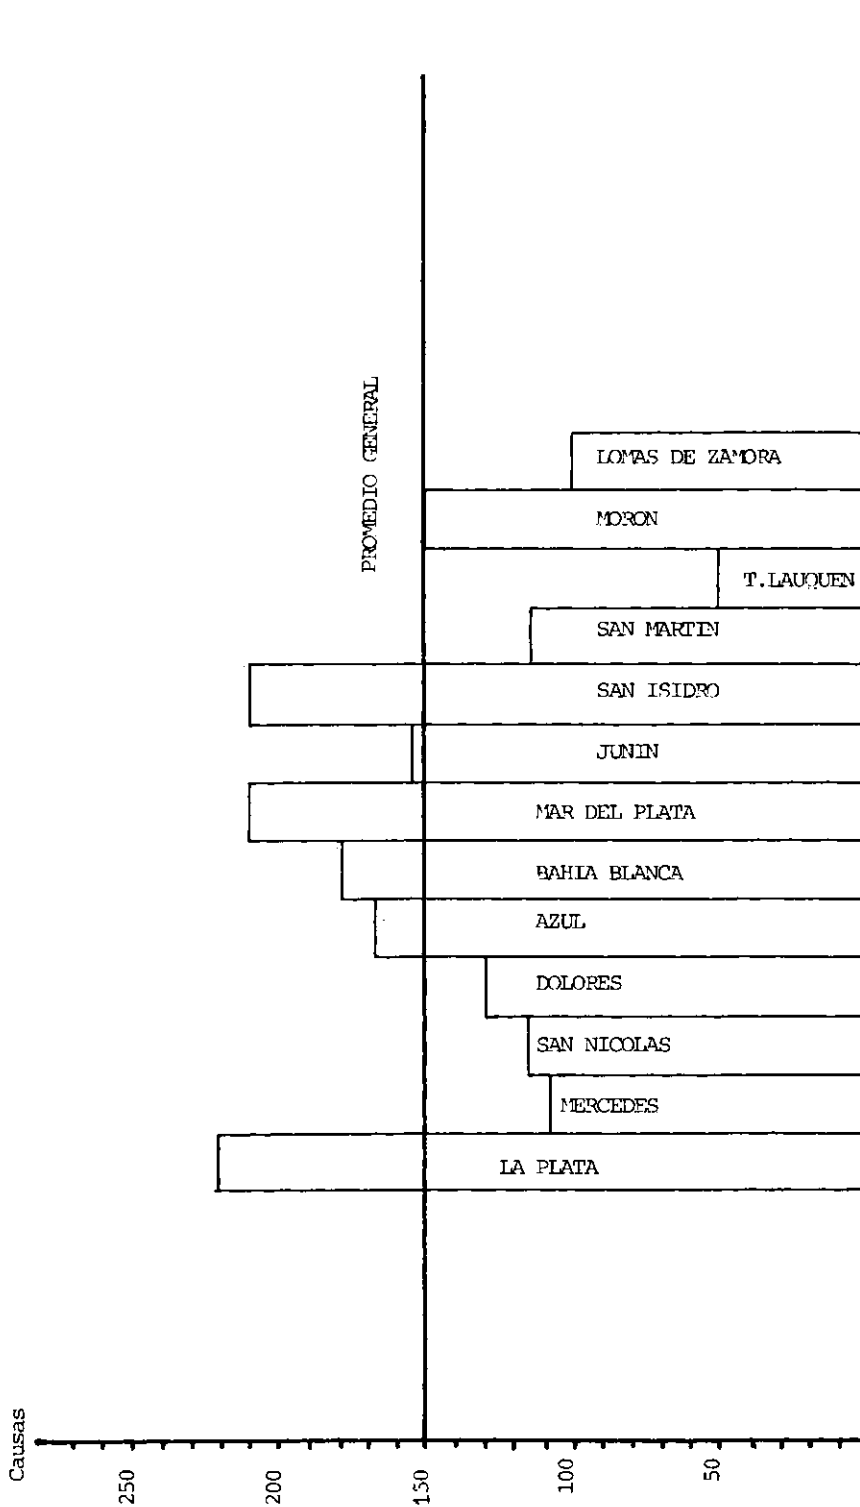 PROMEDIO GENERAL
LOMAS DE ZAMORA
MORON
T.LAUQUEN
SAN MARTIN
SAN ISIDRO
JUNIN
MAR DEL PLATA
BAHIA BLANCA
AZUL
DOLORES
SAN NICOLAS
MERCEDES
LA PLATA
Causas
250
200
150
100
50